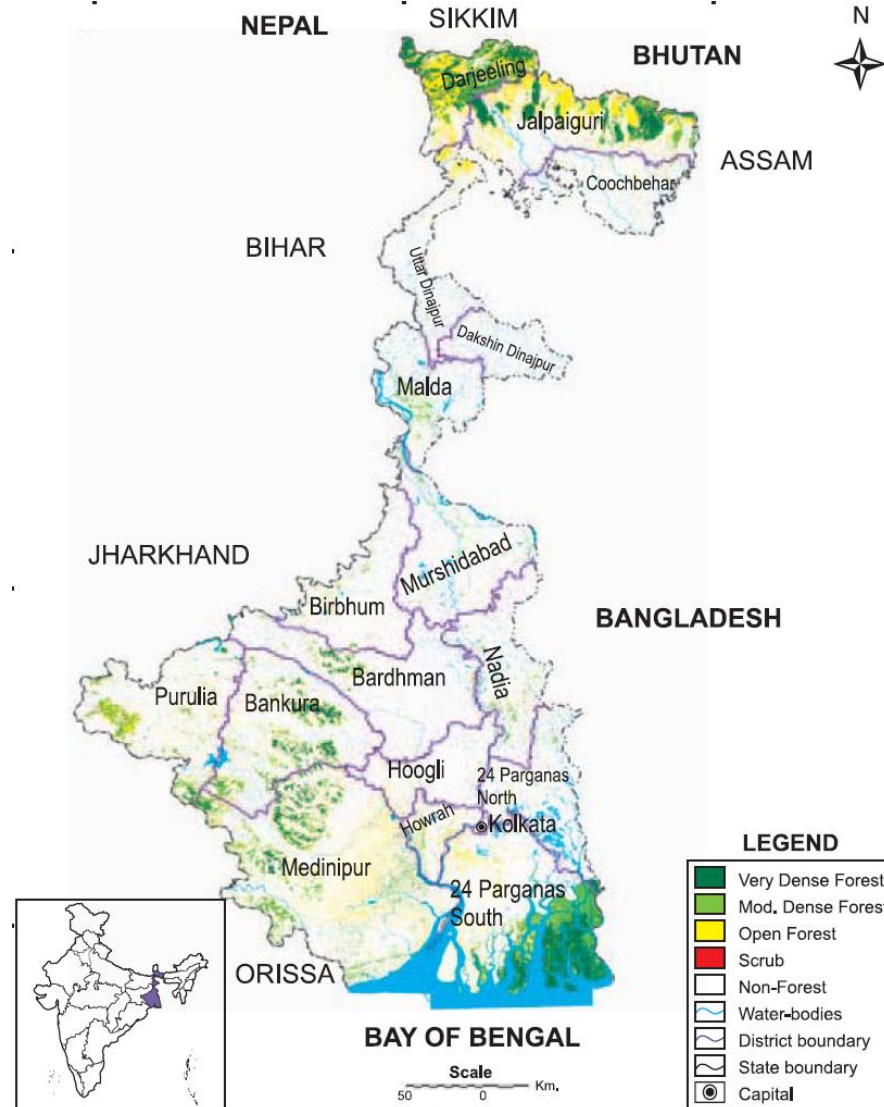 SIKKIM
NEPAL
N
BHUTAN
Darjeeling
Jalpaiguri
ASSAM
Coochbehar
BIHAR
Uttar Dinajpur
Dakshin Dinajpur
Malda
JHARKHAND
Murshidabad
Birbhum
BANGLADESH
Bardhman
Nadia
Purulia
Bankura
Hoogli
24 Parganas
North
Howrah
Kolkata
Medinipur
24 Parganas
South
ORISSA
BAY OF BENGAL
Scale
50 0 Km.
LEGEND
Very Dense Forest
Mod. Dense Forest
Open Forest
Scrub
Non-Forest
Water-bodies
District boundary
State boundary
Capital